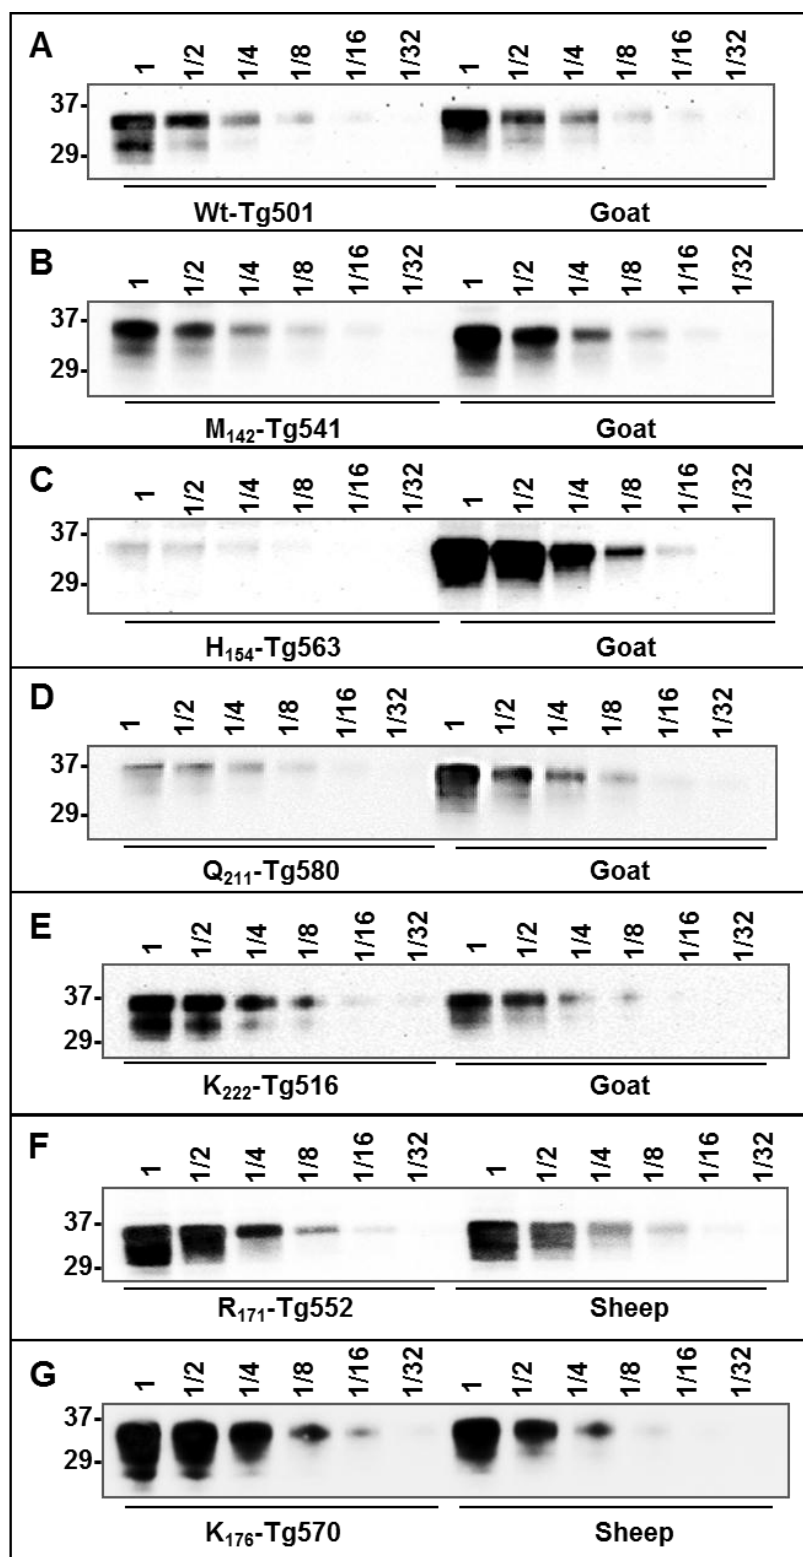 A 1 1/2 1/4 1/8 1/16 1/32 1 1/2 1/4 1/8 1/16 1/32
37-
29-
Wt-Tg501 Goat
B 1 1/2 1/4 1/8 1/16 1/32 1 1/2 1/4 1/8 1/16 1/32
37-
29-
M₁₄₂-Tg541 Goat
C 1 1/2 1/4 1/8 1/16 1/32 1 1/2 1/4 1/8 1/16 1/32
37-
29-
H₁₅₄-Tg563 Goat
D 1 1/2 1/4 1/8 1/16 1/32 1 1/2 1/4 1/8 1/16 1/32
37-
29-
Q₂₁₁-Tg580 Goat
E 1 1/2 1/4 1/8 1/16 1/32 1 1/2 1/4 1/8 1/16 1/32
37-
29-
K₂₂₂-Tg516 Goat
F 1 1/2 1/4 1/8 1/16 1/32 1 1/2 1/4 1/8 1/16 1/32
37-
29-
R₁₇₁-Tg552 Sheep
G 1 1/2 1/4 1/8 1/16 1/32 1 1/2 1/4 1/8 1/16 1/32
37-
29-
K₁₇₆-Tg570 Sheep